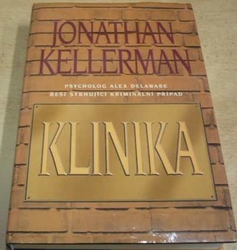 JONATHAN
KELLERMAN
PSYCHOLOG ALEX DELAWARE
ŘEŠÍ STRHUJÍCÍ KRIMINÁLNÍ PŘÍPAD
KLINIKA